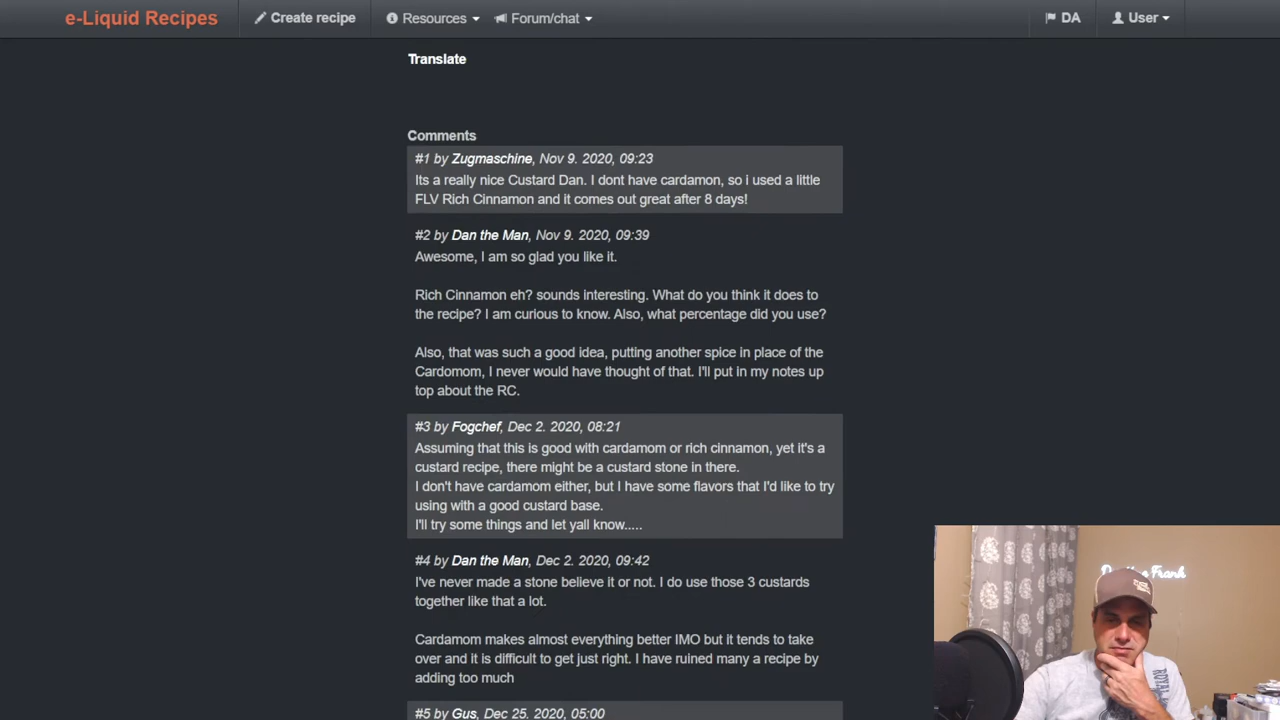 e-Liquid Recipes Create recipe Resources Forum/chat DA User
Translate
Comments
#1 by Zugmaschine, Nov 9. 2020, 09:23
Its a really nice Custard Dan. I dont have cardamon, so i used a little
FLV Rich Cinnamon and it comes out great after 8 days!
#2 by Dan the Man, Nov 9. 2020, 09:39
Awesome, I am so glad you like it.
Rich Cinnamon eh? sounds interesting. What do you think it does to
the recipe? I am curious to know. Also, what percentage did you use?
Also, that was such a good idea, putting another spice in place of the
Cardomom, I never would have thought of that. I'll put in my notes up
top about the RC.
#3 by Fogchef, Dec 2. 2020, 08:21
Assuming that this is good with cardamom or rich cinnamon, yet it's a
custard recipe, there might be a custard stone in there.
I don't have cardamom either, but I have some flavors that I'd like to try
using with a good custard base.
I'll try some things and let yall know.....
#4 by Dan the Man, Dec 2. 2020, 09:42
I've never made a stone believe it or not. I do use those 3 custards
together like that a lot.
Cardamom makes almost everything better IMO but it tends to take
over and it is difficult to get just right. I have ruined many a recipe by
adding too much
#5 by Gus, Dec 25. 2020, 05:00
Frank
ROYAL